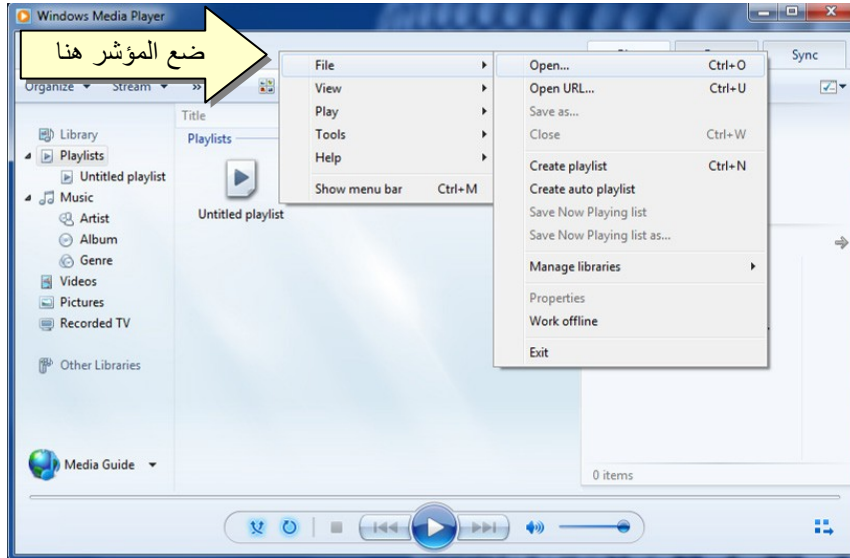 Windows Media Player
ضع المؤشر هنا
Sync
Organize
Stream
»
Title
Library
Playlists
Untitled playlist
Music
Artist
Album
Genre
Videos
Pictures
Recorded TV
Other Libraries
Media Guide
Playlists
Untitled playlist
File
View
Play
Tools
Help
Show menu bar Ctrl+M
Open... Ctrl+O
Open URL... Ctrl+U
Save as...
Close Ctrl+W
Create playlist Ctrl+N
Create auto playlist
Save Now Playing list
Save Now Playing list as...
Manage libraries
Properties
Work offline
Exit
0 items